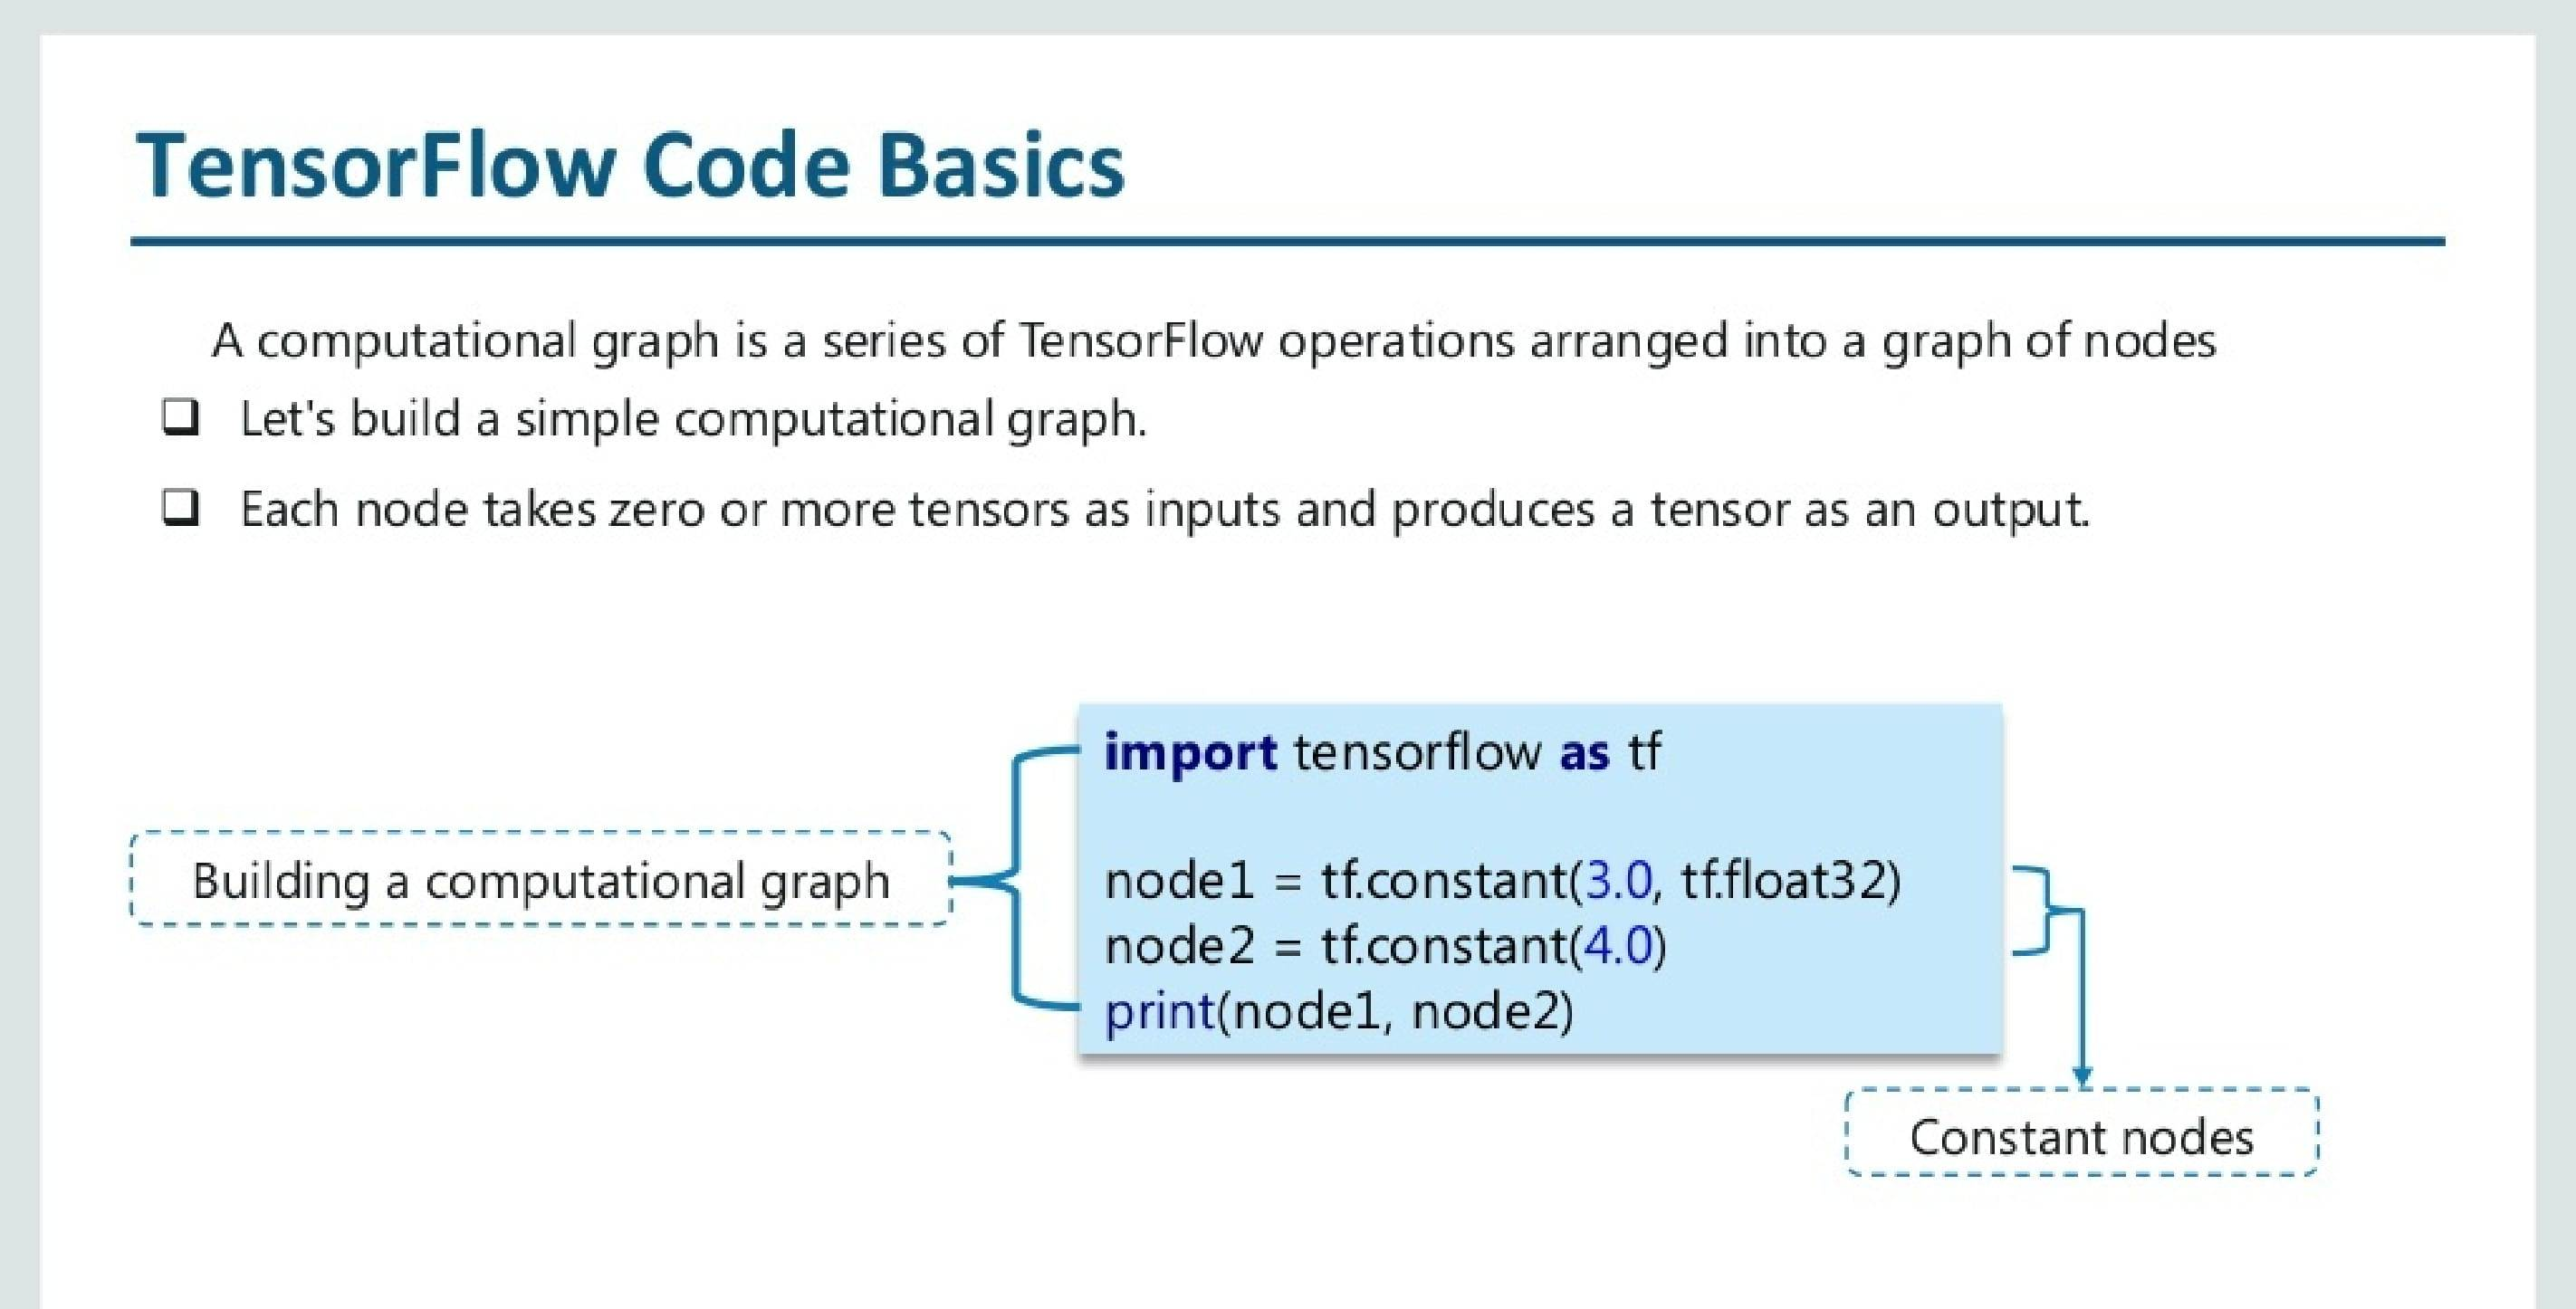 TensorFlow Code Basics
A computational graph is a series of TensorFlow operations arranged into a graph of nodes
Let's build a simple computational graph.
Each node takes zero or more tensors as inputs and produces a tensor as an output.
Building a computational graph
import tensorflow as tf
node1 = tf.constant(3.0, tf.float32)
node2 = tf.constant(4.0)
print(node1, node2)
Constant nodes